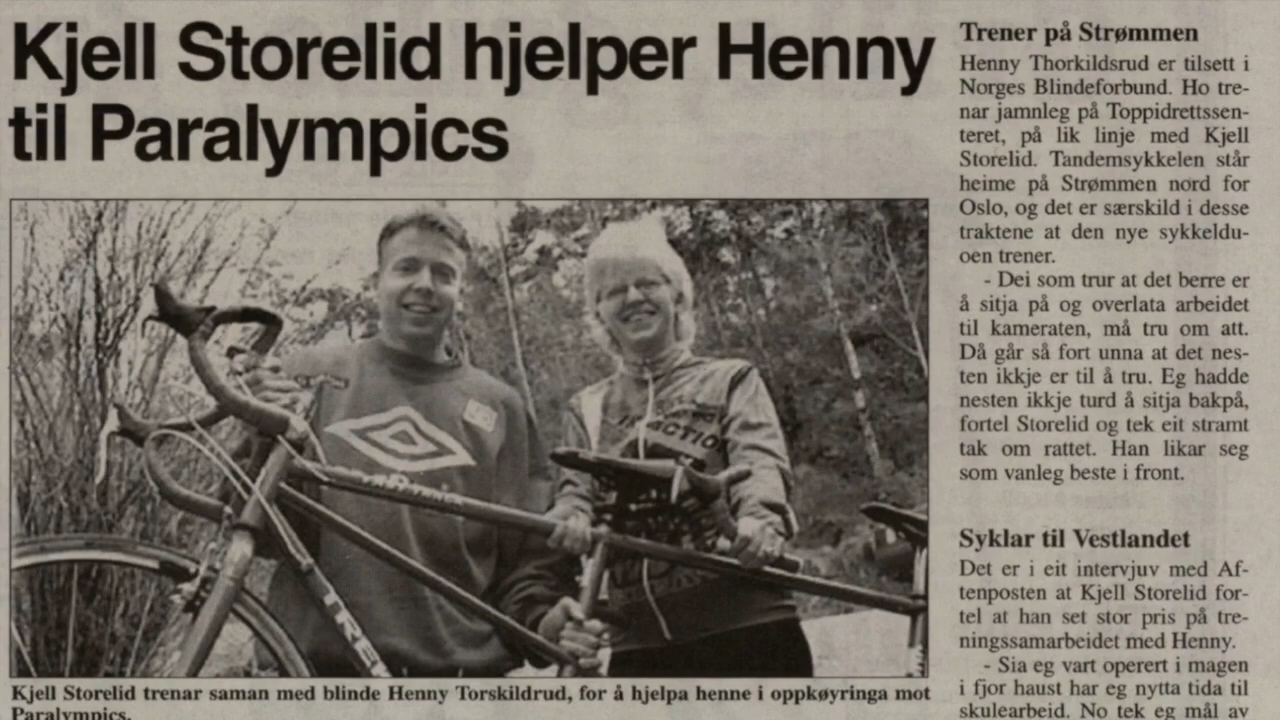 Kjell Storelid hjelper Henny
til Paralympics
TREK
Kjell Storelid trenar saman med blinde Henny Torskildrud, for å hjelpa henne i oppkøyringa mot
Paralympics.
Trener på Strømmen
Henny Thorkildsrud er tilsett i
Norges Blindeforbund. Ho tre-
nar jamnleg på Toppidrettssen-
teret, på lik linje med Kjell
Storelid. Tandemsykkelen står
heime på Strømmen nord for
Oslo, og det er særskild i desse
traktene at den nye sykkeldu-
oen trener.
- Dei som trur at det berre er
å sitja på og overlata arbeidet
til kameraten, må tru om att.
Då går så fort unna at det nes-
ten ikkje er til å tru. Eg hadde
nesten ikkje turd å sitja bakpå,
fortel Storelid og tek eit stramt
tak om rattet. Han likar seg
som vanleg beste i front.
Syklar til Vestlandet
Det er i eit intervjuv med Af-
tenposten at Kjell Storelid for-
tel at han set stor pris på tre-
ningssamarbeidet med Henny.
- Sia eg vart operert i magen
i fjor haust har eg nytta tida til
skulearbeid. No tek eg mål av